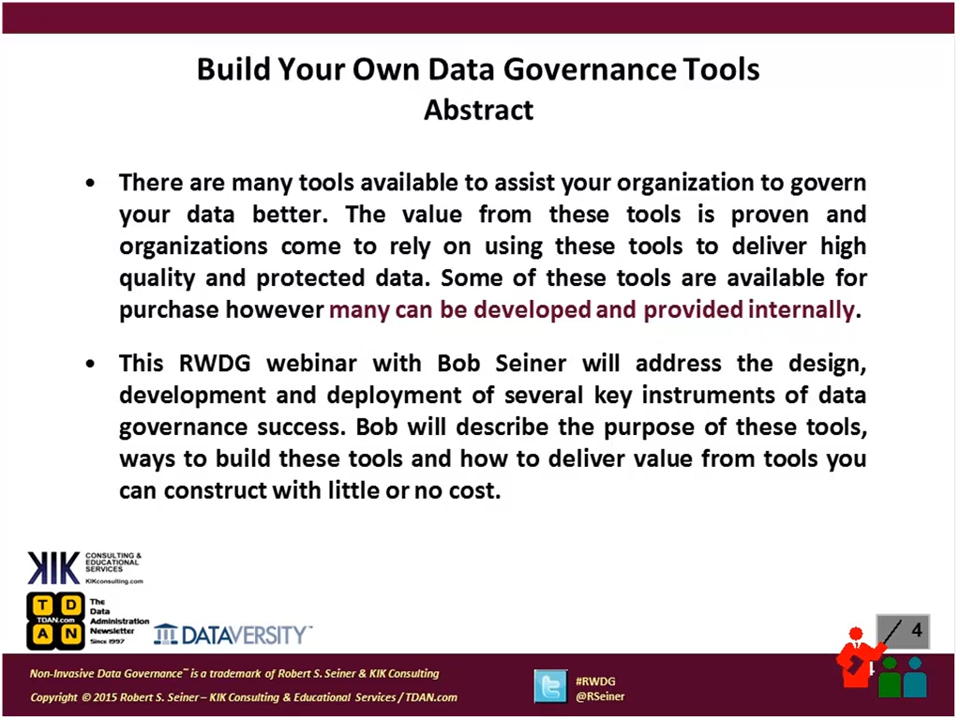 Build Your Own Data Governance Tools
Abstract
• There are many tools available to assist your organization to govern
your data better. The value from these tools is proven and
organizations come to rely on using these tools to deliver high
quality and protected data. Some of these tools are available for
purchase however many can be developed and provided internally.
• This RWDG webinar with Bob Seiner will address the design,
development and deployment of several key instruments of data
governance success. Bob will describe the purpose of these tools,
ways to build these tools and how to deliver value from tools you
can construct with little or no cost.
KIK
CONSULTING &
EDUCATIONAL
SERVICES
KIKconsulting.com
T D
TDAN.com
A N
The
Data
Administration
Newsletter
Since 1997
DATAVERSITY™
4
4
Non-Invasive Data Governance™ is a trademark of Robert S. Seiner & KIK Consulting
Copyright © 2015 Robert S. Seiner – KIK Consulting & Educational Services / TDAN.com
#RWDG
@RSeiner